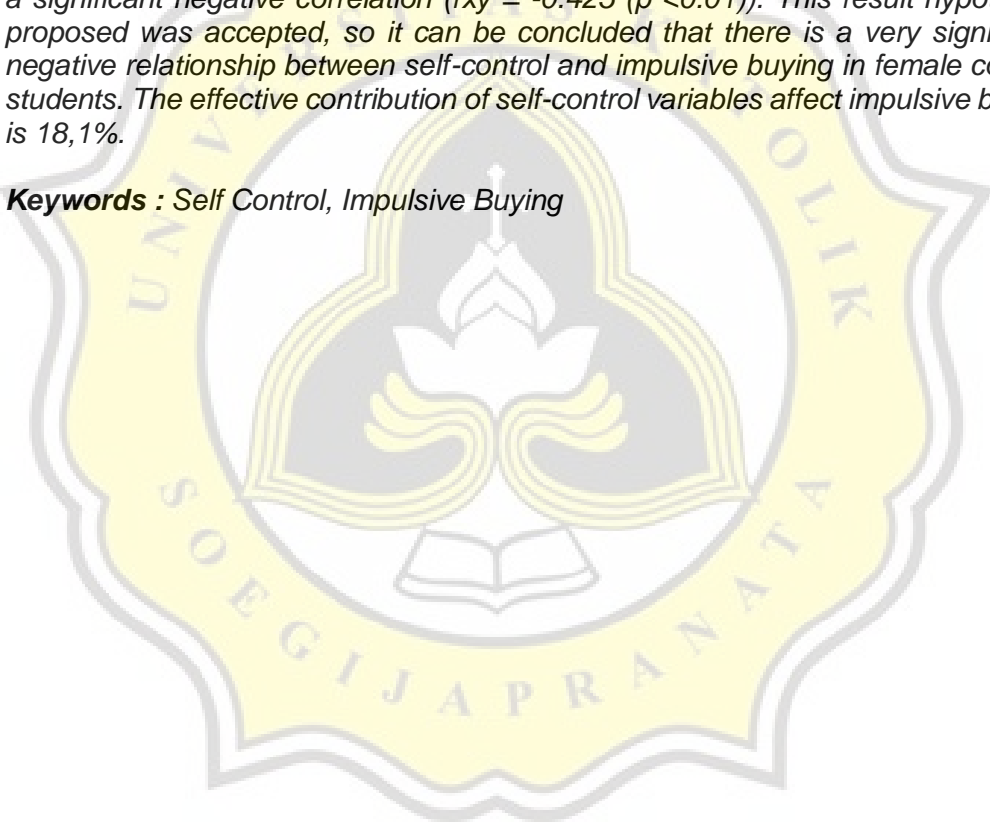 a significant negative correlation (rxy = -0.425 (p <0.01)). This result
proposed was accepted, so it can be concluded that there is a very
negative relationship between self-control and impulsive buying in female
students. The effective contribution of self-control variables affect impulsive
is 18,1%.
Keywords : Self Control, Impulsive Buying
UNIVERSITAS KATOLIK
SOEGIJAPRANATA